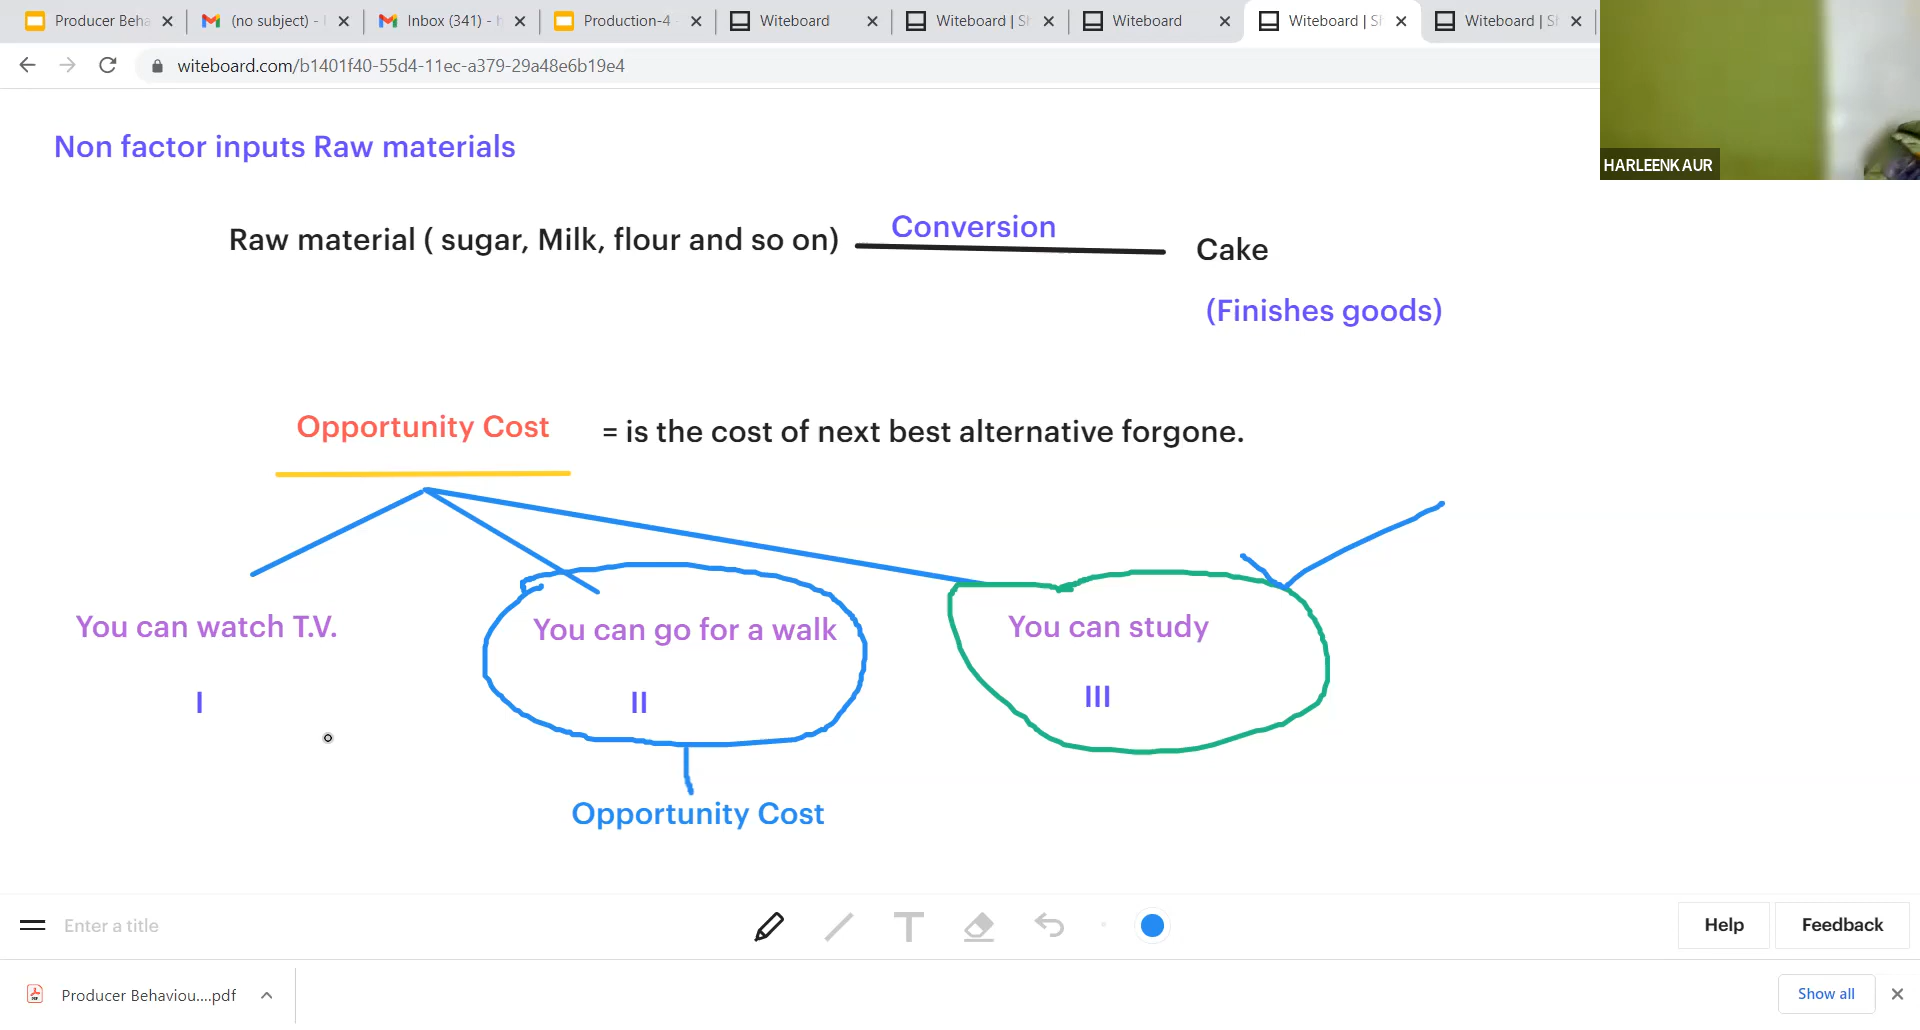 Producer Beha
(no subject) -
Inbox (341) -
Production-4
Witeboard
Witeboard | Sh
Witeboard
Witeboard | S
Witeboard | Sh
witeboard.com/b1401f40-55d4-11ec-a379-29a48e6b19e4
HARLEENKAUR
Non factor inputs Raw materials
Raw material ( sugar, Milk, flour and so on)
Conversion
Cake
(Finishes goods)
Opportunity Cost
= is the cost of next best alternative forgone.
You can watch T.V.
You can go for a walk
You can study
I
II
III
Opportunity Cost
Enter a title
T
Help
Feedback
Producer Behaviou....pdf
Show all